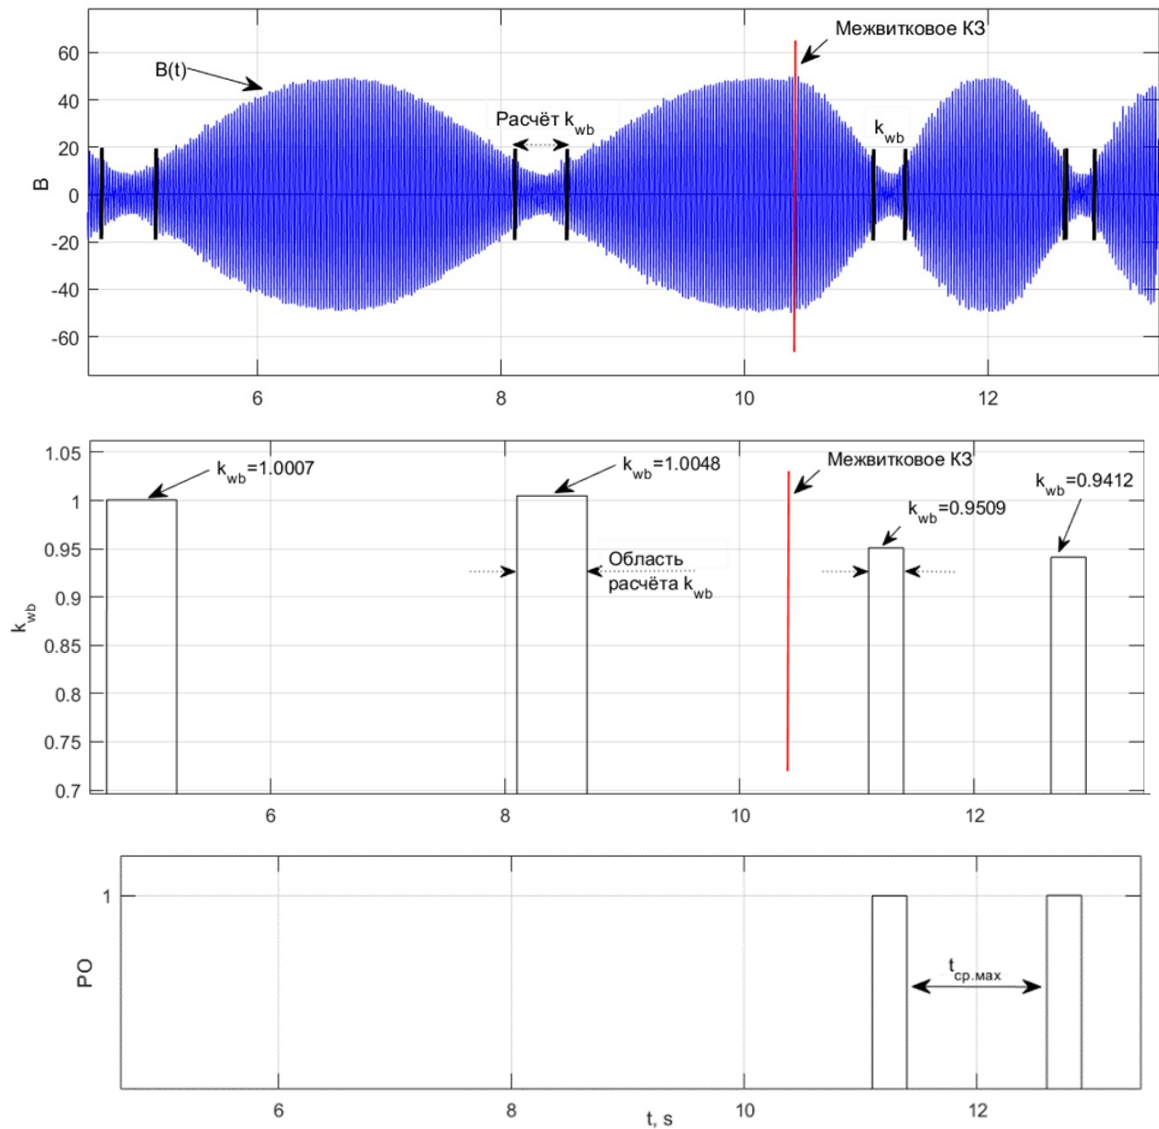 Межвитковое КЗ
B(t)
Расчёт kwb
kwb
60
40
20
0
-20
-40
-60
B
6
8
10
12
kwb=1.0007
kwb=1.0048
Межвитковое КЗ
kwb=0.9509
kwb=0.9412
Область
расчёта kwb
1.05
1
0.95
0.9
0.85
0.8
0.75
0.7
kwb
6
8
10
12
1
PO
tср.мах
6
8
10
12
t, s